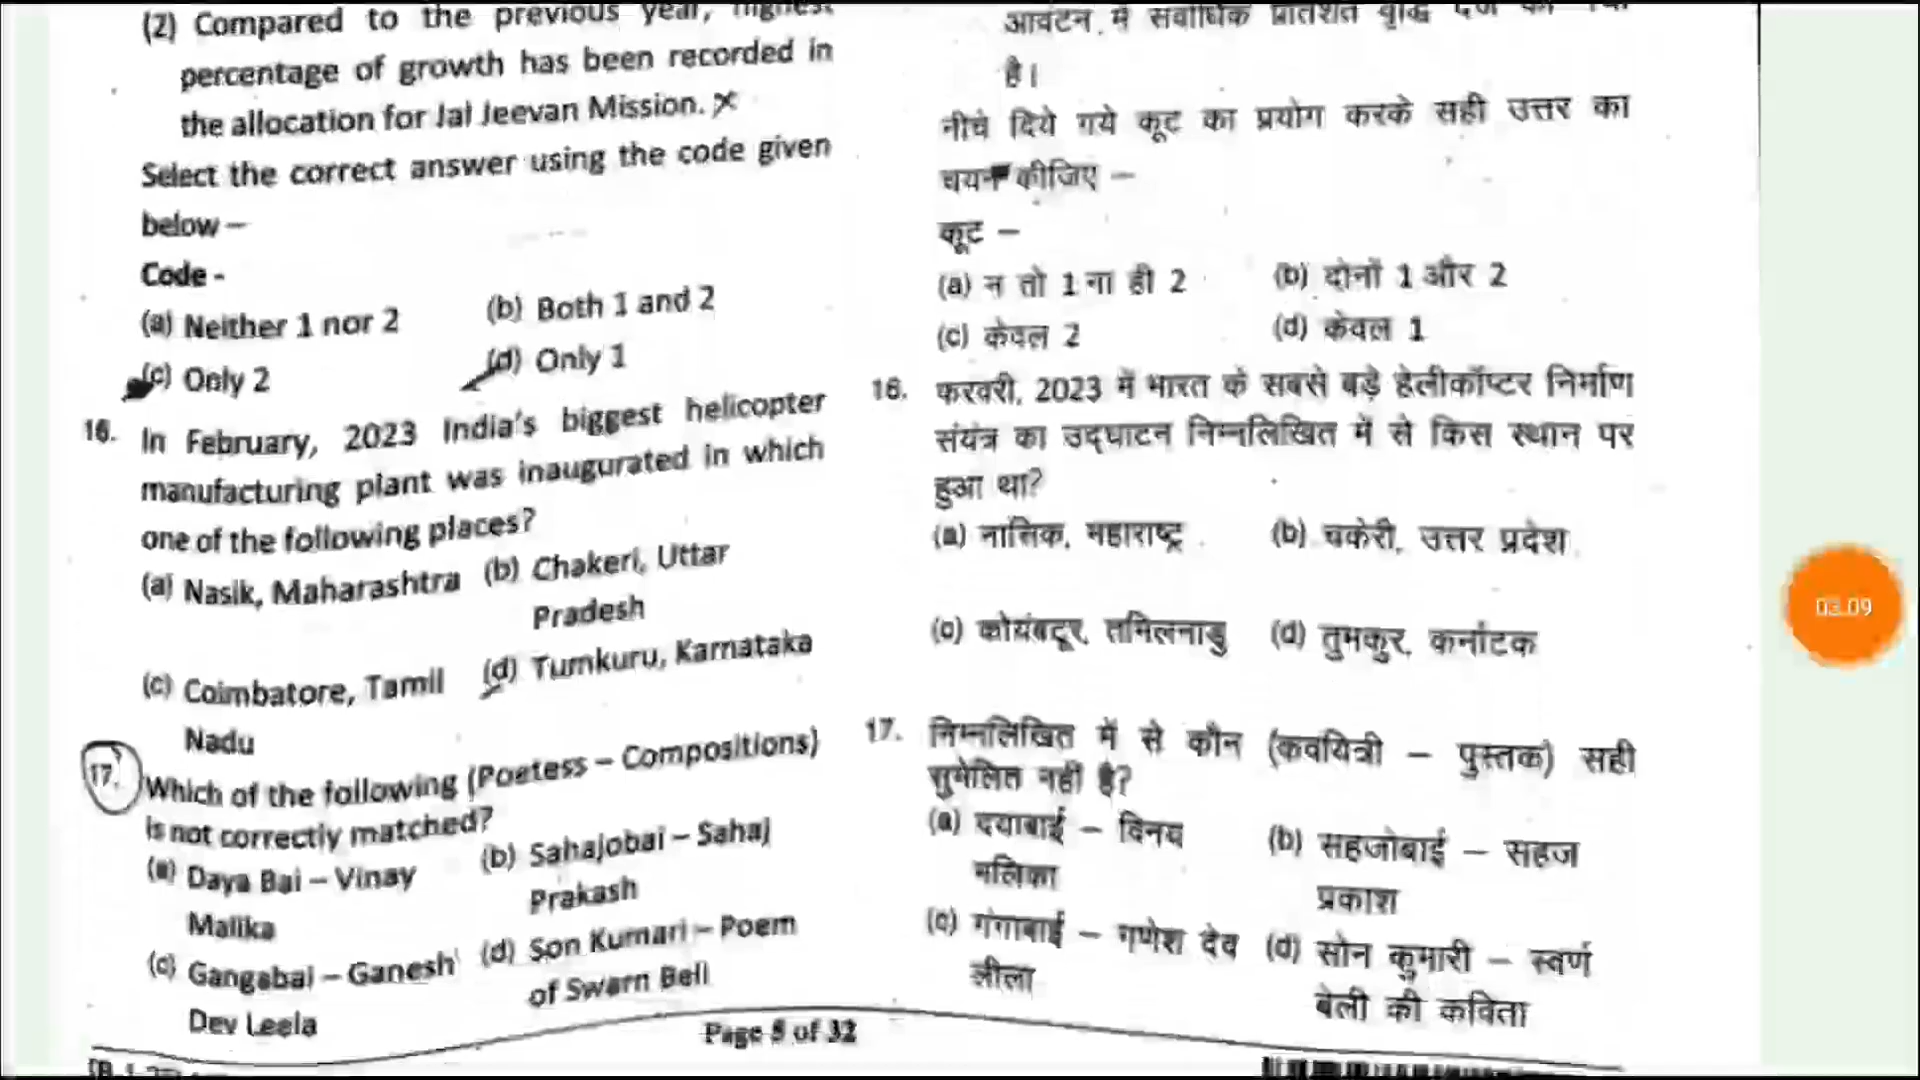 (2) Compared to the previous year, highest
percentage of growth has been recorded in
the allocation for Jal Jeevan Mission. ×
Select the correct answer using the code given
below –
Code -
(a) Neither 1 nor 2 (b) Both 1 and 2
(c) Only 2 (d) Only 1
16. In February, 2023 India's biggest helicopter
manufacturing plant was inaugurated in which
one of the following places?
(a) Nasik, Maharashtra (b) Chakeri, Uttar
Pradesh
(c) Coimbatore, Tamil (d) Tumkuru, Karnataka
Nadu
17. Which of the following (Poetess – Compositions)
is not correctly matched?
(a) Daya Bai – Vinay (b) Sahajobai – Sahaj
Malika Prakash
(c) Gangabai – Ganesh (d) Son Kumari – Poem
Dev Leela of Swarn Bell
आवंटन में सर्वाधिक प्रतिशत वृद्धि
है।
नीचे दिये गये कूट का प्रयोग करके सही उत्तर का
चयन कीजिए –
कूट –
(a) न तो 1 ना ही 2 (b) दोनों 1 और 2
(c) केवल 2 (d) केवल 1
16. फरवरी, 2023 में भारत के सबसे बड़े हेलीकॉप्टर निर्माण
संयंत्र का उद्घाटन निम्नलिखित में से किस स्थान पर
हुआ था?
(a) नासिक, महाराष्ट्र (b) चकेरी, उत्तर प्रदेश
(c) कोयंबटूर, तमिलनाडु (d) तुमकुर, कर्नाटक
17. निम्नलिखित में से कौन (कवयित्री – पुस्तक) सही
सुमेलित नहीं है?
(a) दयाबाई – विनय (b) सहजोबाई – सहज
मलिका प्रकाश
(c) गंगाबाई – गणेश देव (d) सोन कुमारी – स्वर्ण
लीला बेली की कविता
Page 5 of 32
03:09